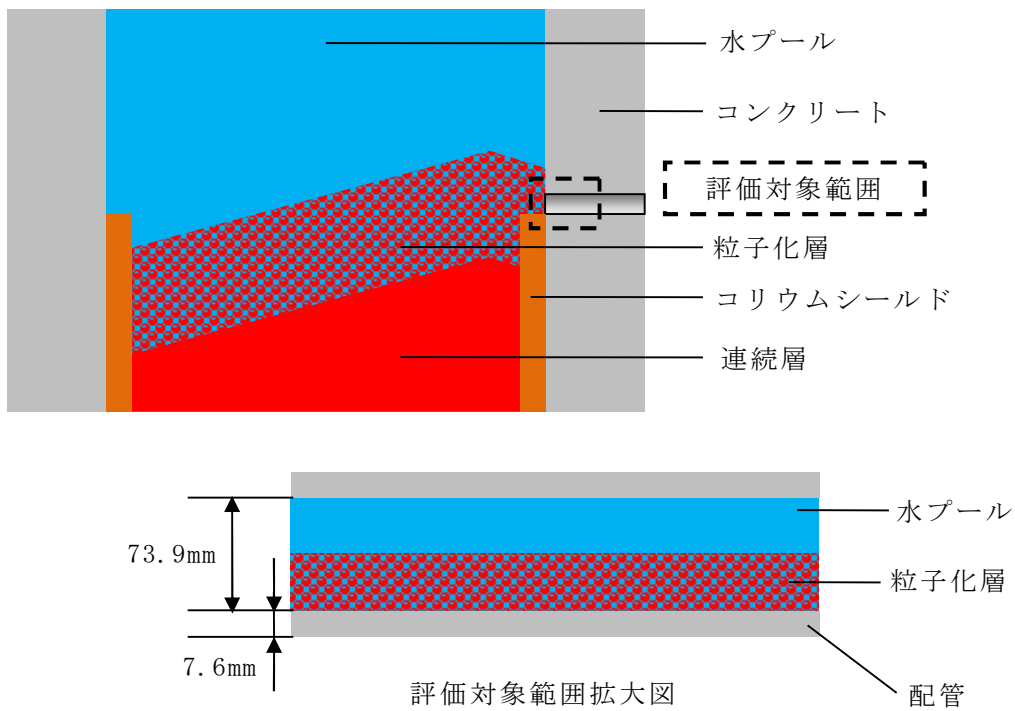 水プール
コンクリート
評価対象範囲
粒子化層
コリウムシールド
連続層
水プール
73.9mm
粒子化層
7.6mm
評価対象範囲拡大図
配管